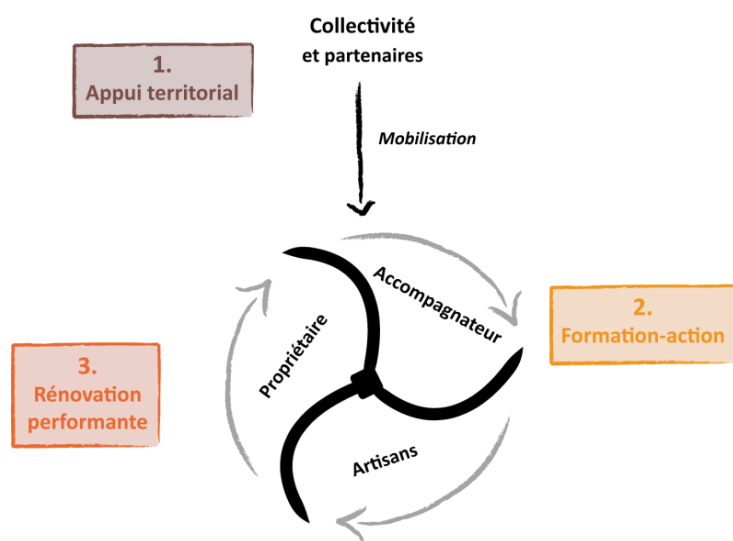 Collectivité
et partenaires
1.
Appui territorial
Mobilisation
Accompagnateur
Propriétaire
Artisans
2.
Formation-action
3.
Rénovation
performante